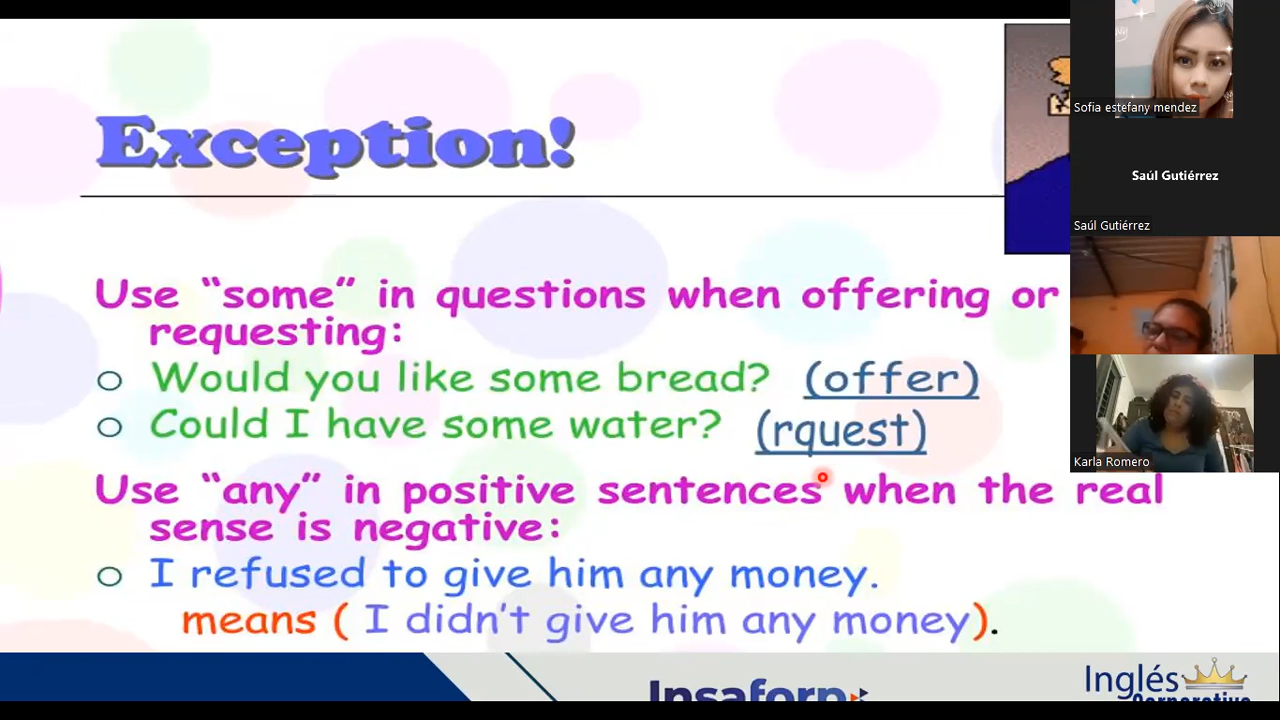 Exception!
Use “some” in questions when offering or
requesting:
Would you like some bread? (offer)
Could I have some water? (rquest)
Use “any” in positive sentences when the real
sense is negative:
I refused to give him any money.
means ( I didn't give him any money).
Insaforp
Inglés
Corporativo
Sofia estefany mendez
Saúl Gutiérrez
Saúl Gutiérrez
Karla Romero